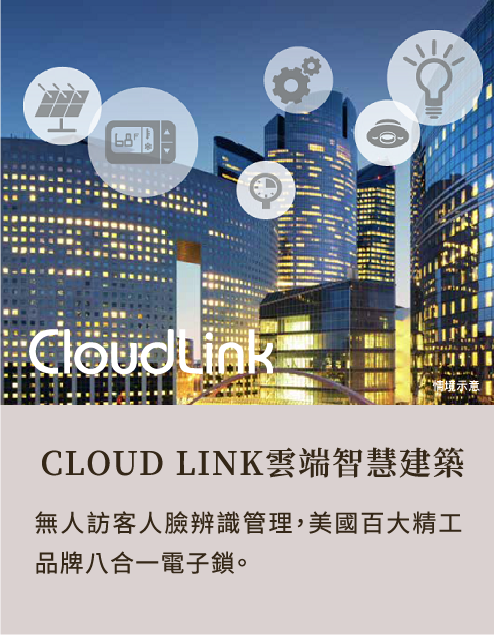 68°F
CloudLink
情境示意
CLOUD LINK雲端智慧建築
無人訪客人臉辨識管理，美國百大精工
品牌八合一電子鎖。